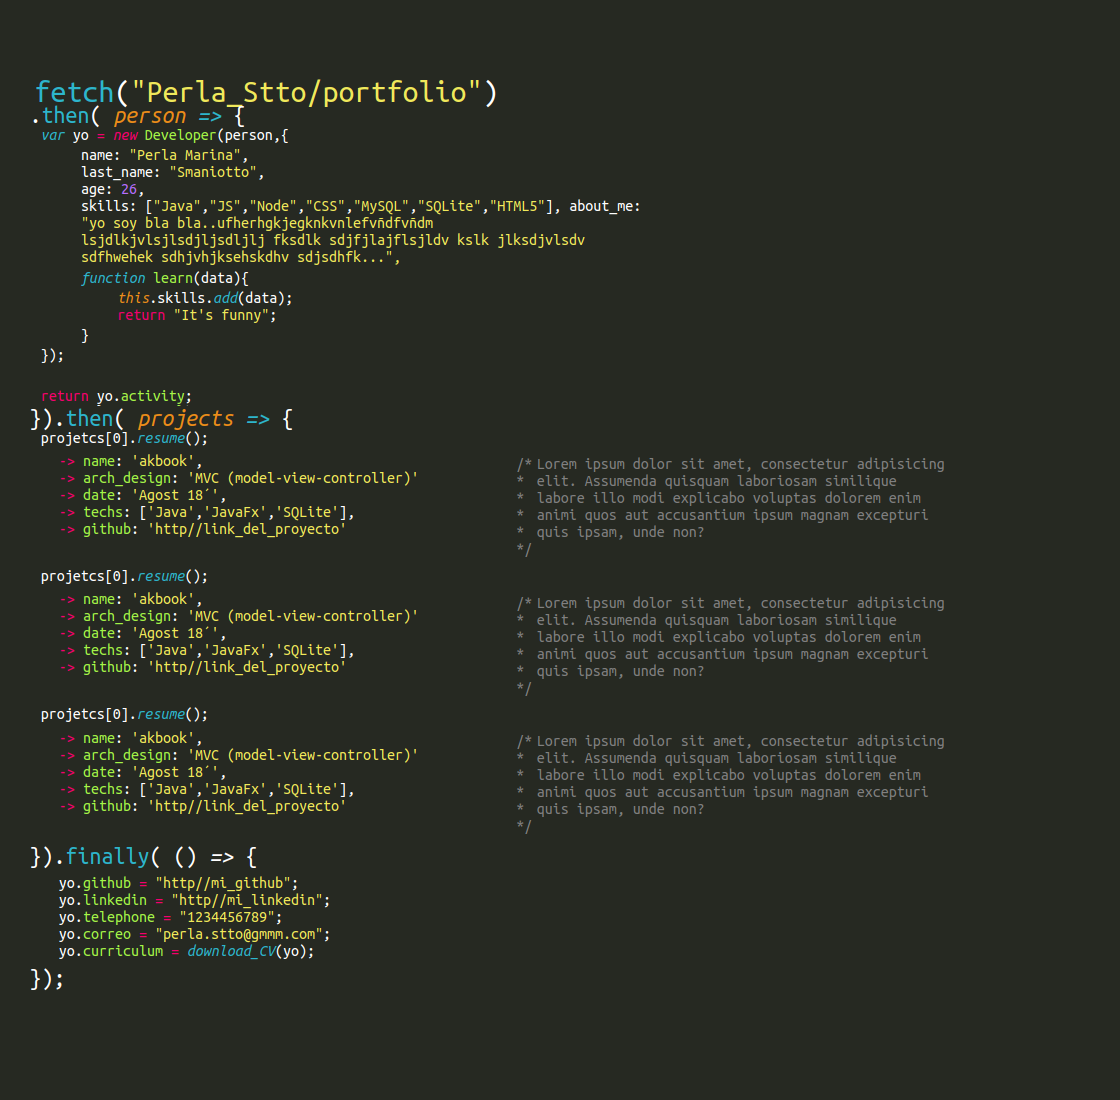 fetch("Perla_Stto/portfolio")
.then( person => {
var yo = new Developer(person,{
name: "Perla Marina",
last_name: "Smaniotto",
age: 26,
skills: ["Java","JS","Node","CSS","MySQL","SQLite","HTML5"], about_me:
"yo soy bla bla..ufherhgkjegknkvnlefvñdfvñdm
lsjdlkjvlsjlsdjljsdljlj fksdlk sdjfjlajflsjldv kslk jlksdjvlsdv
sdfhwehek sdhjvhjksehskdhv sdjsdhfk...",
function learn(data){
this.skills.add(data);
return "It's funny";
}
});
return yo.activity;
}).then( projects => {
projetcs[0].resume();
-> name: 'akbook',
-> arch_design: 'MVC (model-view-controller)'
-> date: 'Agost 18´',
-> techs: ['Java','JavaFx','SQLite'],
-> github: 'http//link_del_proyecto'
/* Lorem ipsum dolor sit amet, consectetur adipisicing
* elit. Assumenda quisquam laboriosam similique
* labore illo modi explicabo voluptas dolorem enim
* animi quos aut accusantium ipsum magnam excepturi
* quis ipsam, unde non?
*/
projetcs[0].resume();
-> name: 'akbook',
-> arch_design: 'MVC (model-view-controller)'
-> date: 'Agost 18´',
-> techs: ['Java','JavaFx','SQLite'],
-> github: 'http//link_del_proyecto'
/* Lorem ipsum dolor sit amet, consectetur adipisicing
* elit. Assumenda quisquam laboriosam similique
* labore illo modi explicabo voluptas dolorem enim
* animi quos aut accusantium ipsum magnam excepturi
* quis ipsam, unde non?
*/
projetcs[0].resume();
-> name: 'akbook',
-> arch_design: 'MVC (model-view-controller)'
-> date: 'Agost 18´',
-> techs: ['Java','JavaFx','SQLite'],
-> github: 'http//link_del_proyecto'
/* Lorem ipsum dolor sit amet, consectetur adipisicing
* elit. Assumenda quisquam laboriosam similique
* labore illo modi explicabo voluptas dolorem enim
* animi quos aut accusantium ipsum magnam excepturi
* quis ipsam, unde non?
*/
}).finally( () => {
yo.github = "http//mi_github";
yo.linkedin = "http//mi_linkedin";
yo.telephone = "1234456789";
yo.correo = "perla.stto@gmmm.com";
yo.curriculum = download_CV(yo);
});